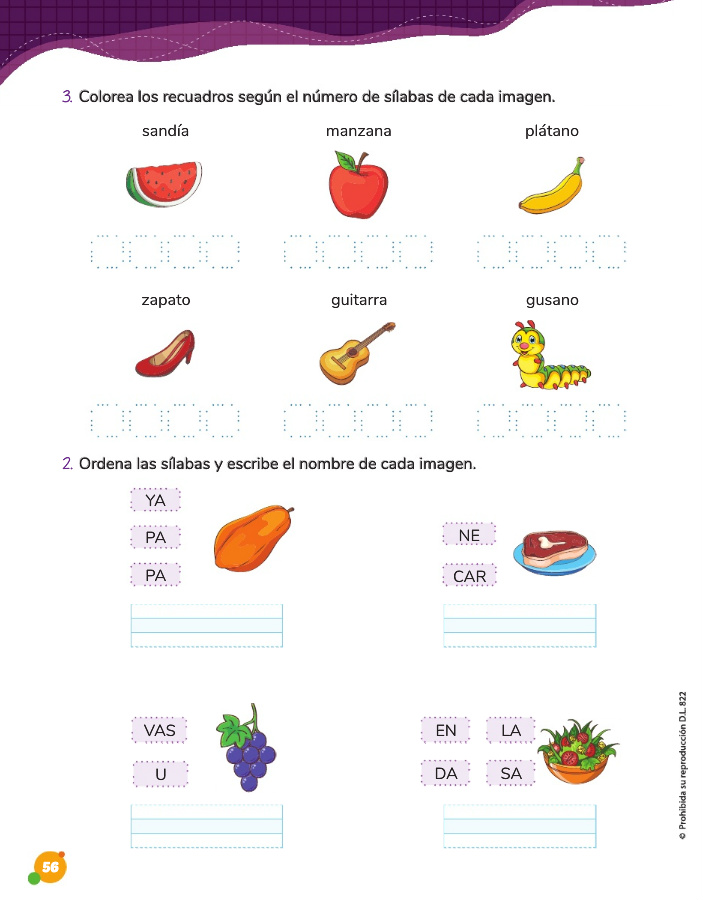 3. Colorea los recuadros según el número de sílabas de cada imagen.
sandía manzana plátano
zapato guitarra gusano
2. Ordena las sílabas y escribe el nombre de cada imagen.
YA
PA
PA
NE
CAR
VAS
U
EN LA
DA SA
© Prohibida su reproducción D.L. 822
56